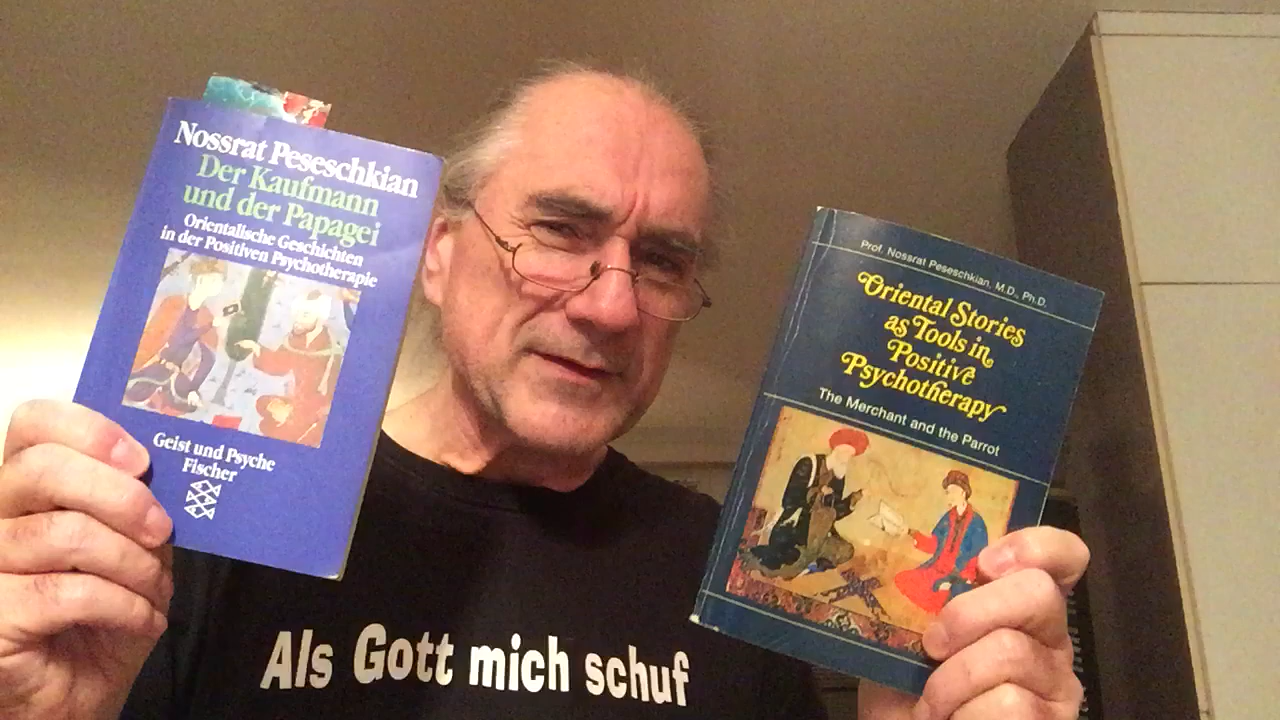 Nossrat Peseschkian
Der Kaufmann
und der Papagei
Orientalische Geschichten
in der Positiven Psychotherapie
Geist und Psyche
Fischer
Prof. Nossrat Peseschkian, M.D., Ph.D.
Oriental Stories
as Tools in
Positive
Psychotherapy
The Merchant and the Parrot
Als Gott mich schuf